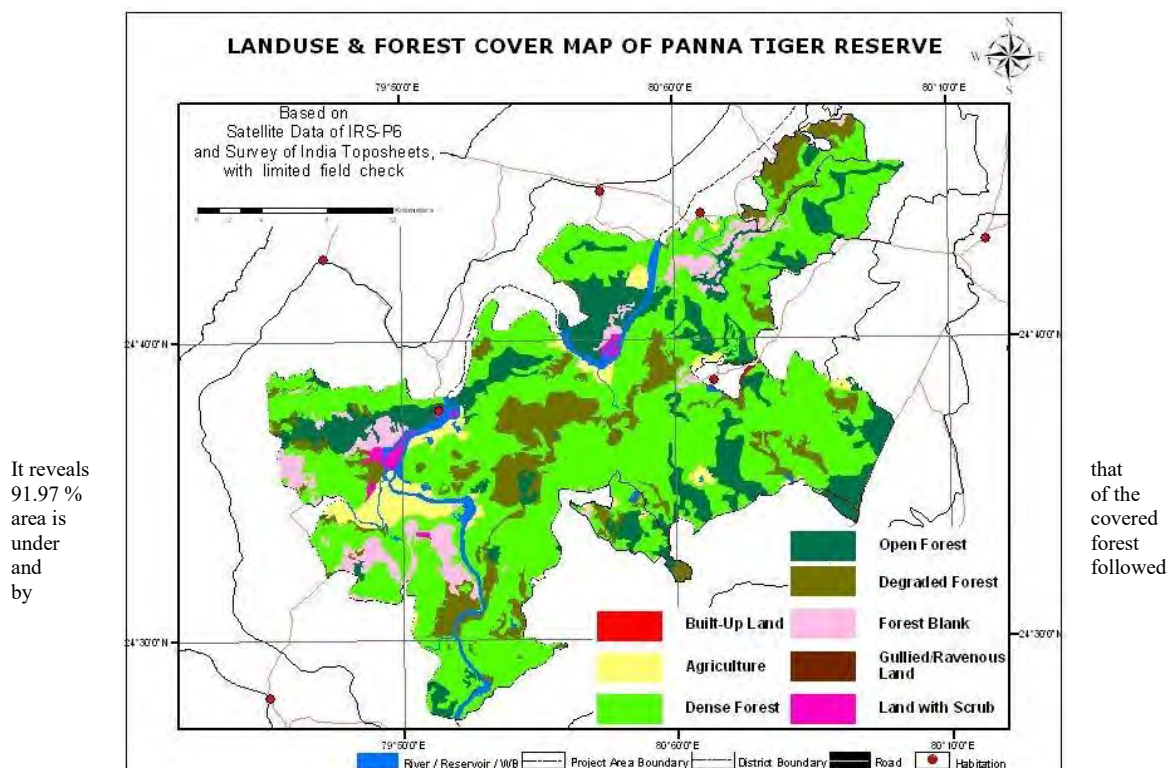 LANDUSE & FOREST COVER MAP OF PANNA TIGER RESERVE
N
W E
S
79°50'0"E 80°0'0"E 80°10'0"E
Based on
Satellite Data of IRS-P6
and Survey of India Toposheets,
with limited field check
Kilometers
24°40'0"N 24°40'0"N
It reveals that
91.97 % of the
area is covered
under forest
and followed
by
Open Forest
Degraded Forest
Built-Up Land Forest Blank
Agriculture Gullied/Ravenous
Land
Dense Forest Land with Scrub
24°30'0"N 24°30'0"N
79°50'0"E 80°0'0"E 80°10'0"E
River / Reservoir / WB Project Area Boundary District Boundary Road Habitation